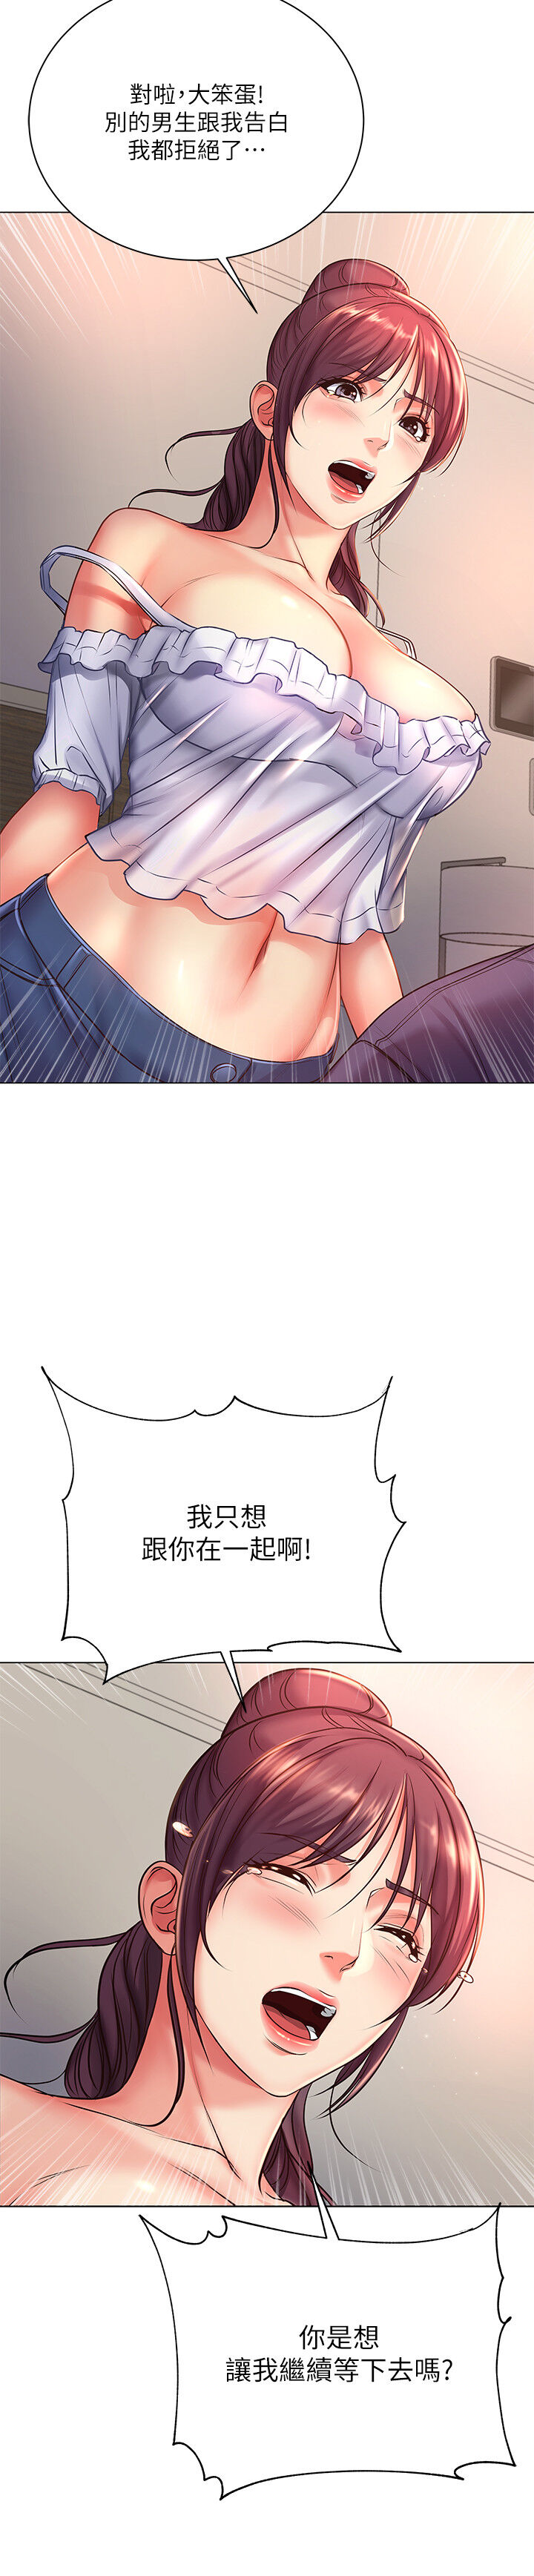 對啦，大笨蛋！
別的男生跟我告白
我都拒絕了…
我只想
跟你在一起啊！
你是想
讓我繼續等下去嗎？